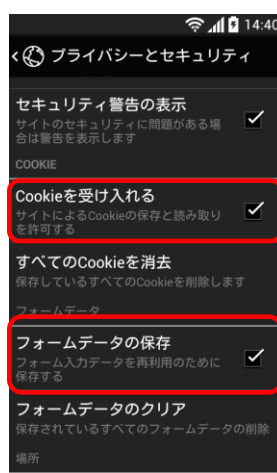 14:40
プライバシーとセキュリティ
セキュリティ警告の表示
サイトのセキュリティに問題がある場
合は警告を表示します
COOKIE
Cookieを受け入れる
サイトによるCookieの保存と読み取り
を許可する
すべてのCookieを消去
保存しているすべてのCookieを削除します
フォームデータ
フォームデータの保存
フォーム入力データを再利用のために
保存する
フォームデータのクリア
保存されているすべてのフォームデータの削除
場所